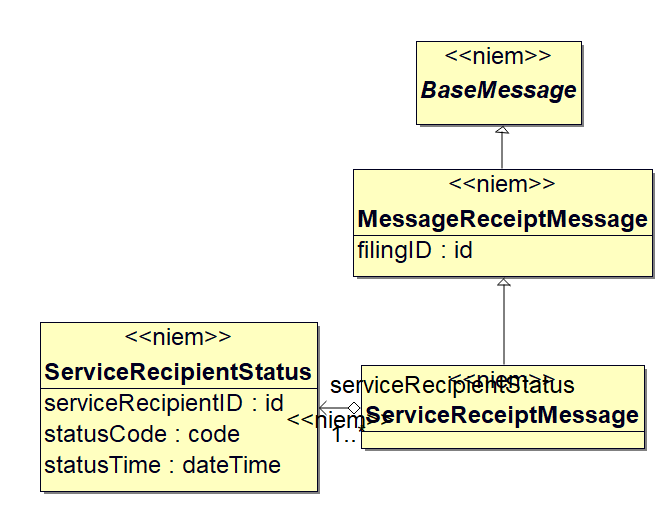 <<niem>>
BaseMessage
<<niem>>
MessageReceiptMessage
filingID : id
<<niem>>
ServiceRecipientStatus
serviceRecipientID : id
statusCode : code
statusTime : dateTime
serviceRecipientStatus
<<niem>>
1..
<<niem>>
ServiceReceiptMessage